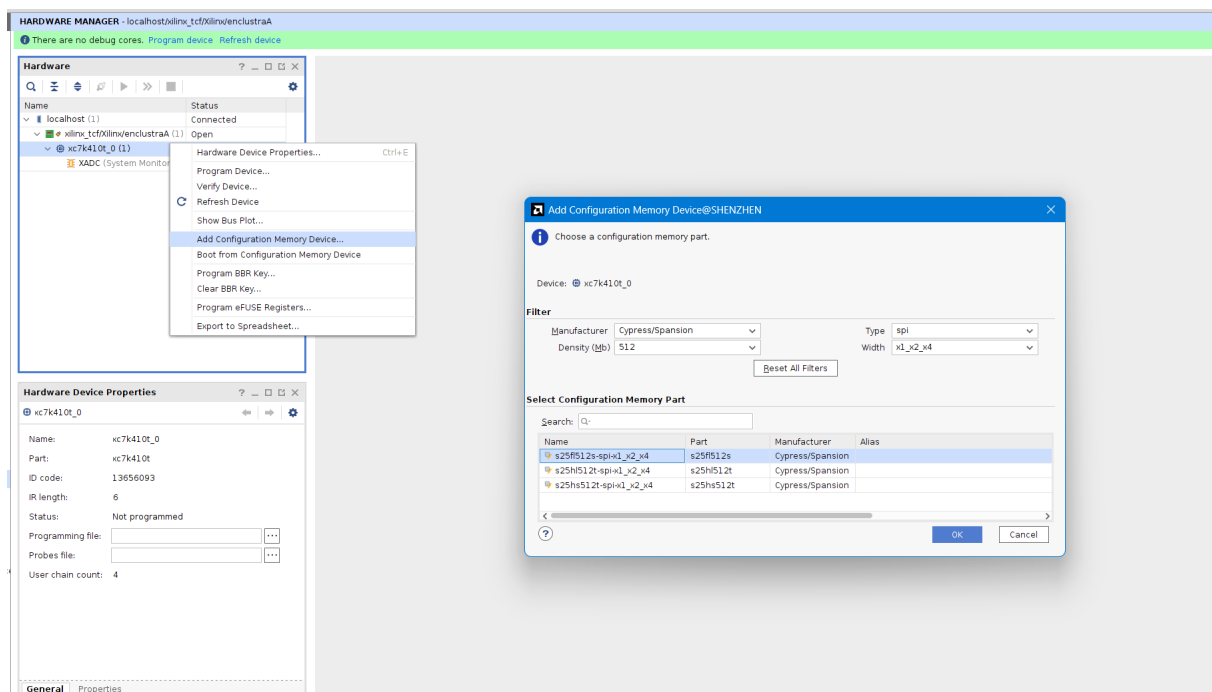 HARDWARE MANAGER - localhost/xilinx_tcf/Xilinx/enclustraA
There are no debug cores. Program device Refresh device
Hardware
Name Status
localhost (1) Connected
xilinx_tcf/Xilinx/enclustraA (1) Open
xc7k410t_0 (1)
XADC (System Monitor
Hardware Device Properties... Ctrl+E
Program Device...
Verify Device...
Refresh Device
Show Bus Plot...
Add Configuration Memory Device...
Boot from Configuration Memory Device
Program BBR Key...
Clear BBR Key...
Program eFUSE Registers...
Export to Spreadsheet...
Hardware Device Properties
xc7k410t_0
Name: xc7k410t_0
Part: xc7k410t
ID code: 13656093
IR length: 6
Status: Not programmed
Programming file:
Probes file:
User chain count: 4
General Properties
Add Configuration Memory Device@SHENZHEN
Choose a configuration memory part.
Device: xc7k410t_0
Filter
Manufacturer Cypress/Spansion Type spi
Density (Mb) 512 Width x1_x2_x4
Reset All Filters
Select Configuration Memory Part
Search: Q-
Name Part Manufacturer Alias
s25fl512s-spi-x1_x2_x4 s25fl512s Cypress/Spansion
s25hl512t-spi-x1_x2_x4 s25hl512t Cypress/Spansion
s25hs512t-spi-x1_x2_x4 s25hs512t Cypress/Spansion
OK Cancel